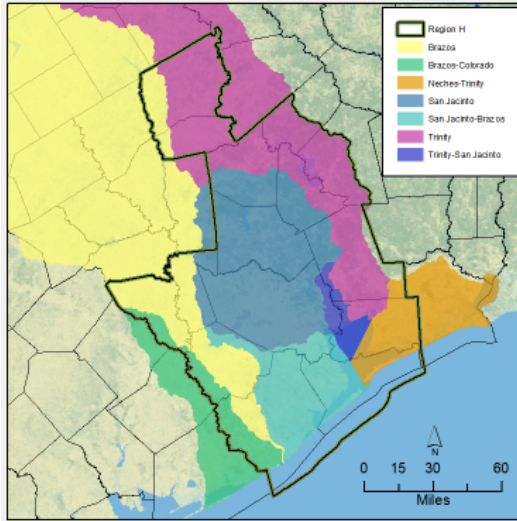 Region H
Brazos
Brazos-Colorado
Neches-Trinity
San Jacinto
San Jacinto-Brazos
Trinity
Trinity-San Jacinto
N
0 15 30 60
Miles